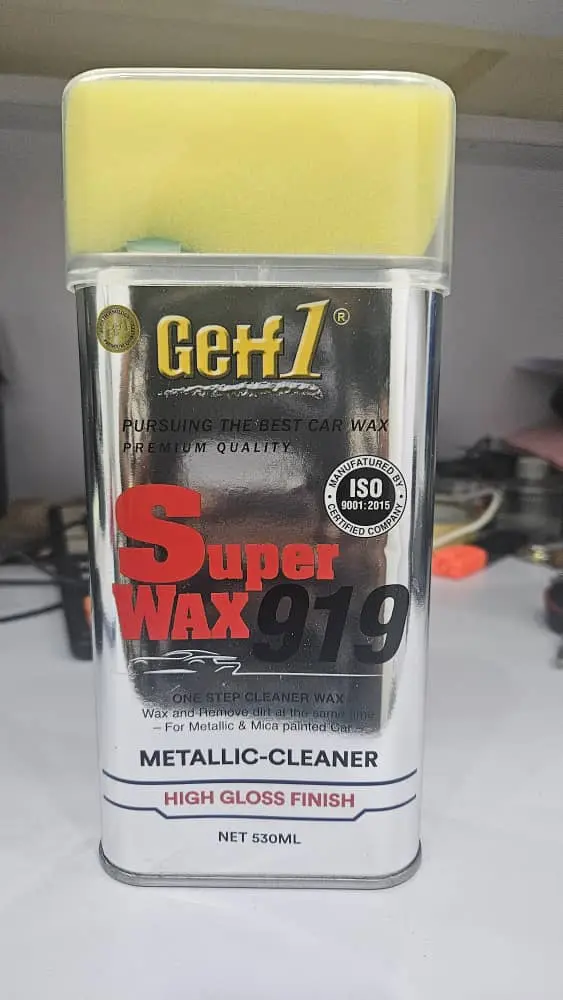 Getf1®
PURSUING THE BEST CAR WAX
PREMIUM QUALITY
MANUFATURED BY
ISO
9001:2015
CERTIFIED COMPANY
SUPER
WAX 919
ONE STEP CLEANER WAX
Wax and Remove dirt at the same time
– For Metallic & Mica painted Car –
METALLIC-CLEANER
HIGH GLOSS FINISH
NET 530ML